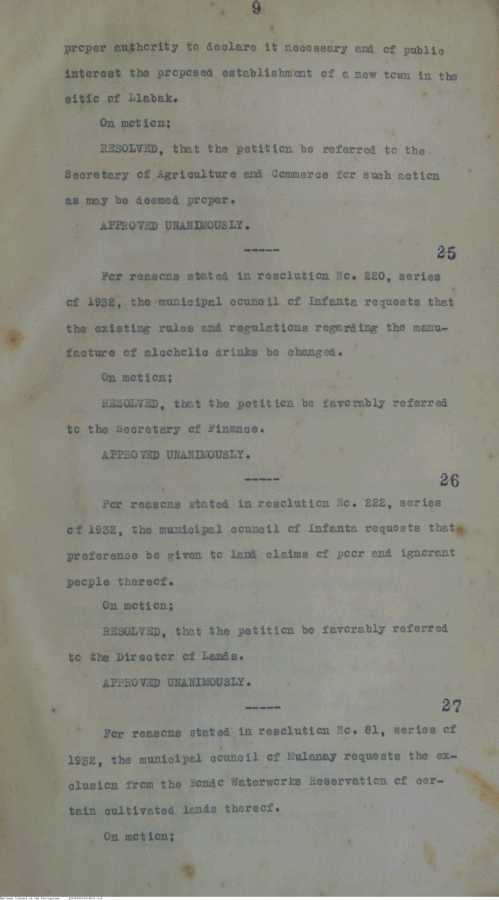 9
proper authority to declare it necessary and of public
interest the proposed establishment of a new town in the
sitio of Llabak.
On motion;
RESOLVED, that the petition be referred to the
Secretary of Agriculture and Commerce for such action
as may be deemed proper.
APPROVED UNANIMOUSLY.
-----
25
For reasons stated in resolution No. 220, series
of 1932, the municipal council of Infanta requests that
the existing rules and regulations regarding the manu-
facture of alcoholic drinks be changed.
On motion;
RESOLVED, that the petition be favorably referred
to the Secretary of Finance.
APPROVED UNANIMOUSLY.
-----
26
For reasons stated in resolution No. 222, series
of 1932, the municipal council of Infanta requests that
preference be given to land claims of poor and ignorant
people thereof.
On motion;
RESOLVED, that the petition be favorably referred
to the Director of Lands.
APPROVED UNANIMOUSLY.
-----
27
For reasons stated in resolution No. 81, series of
1932, the municipal council of Mulanay requests the ex-
clusion from the Waterworks Reservation of cer-
tain cultivated lands thereof.
On motion;
National Library of the Philippines